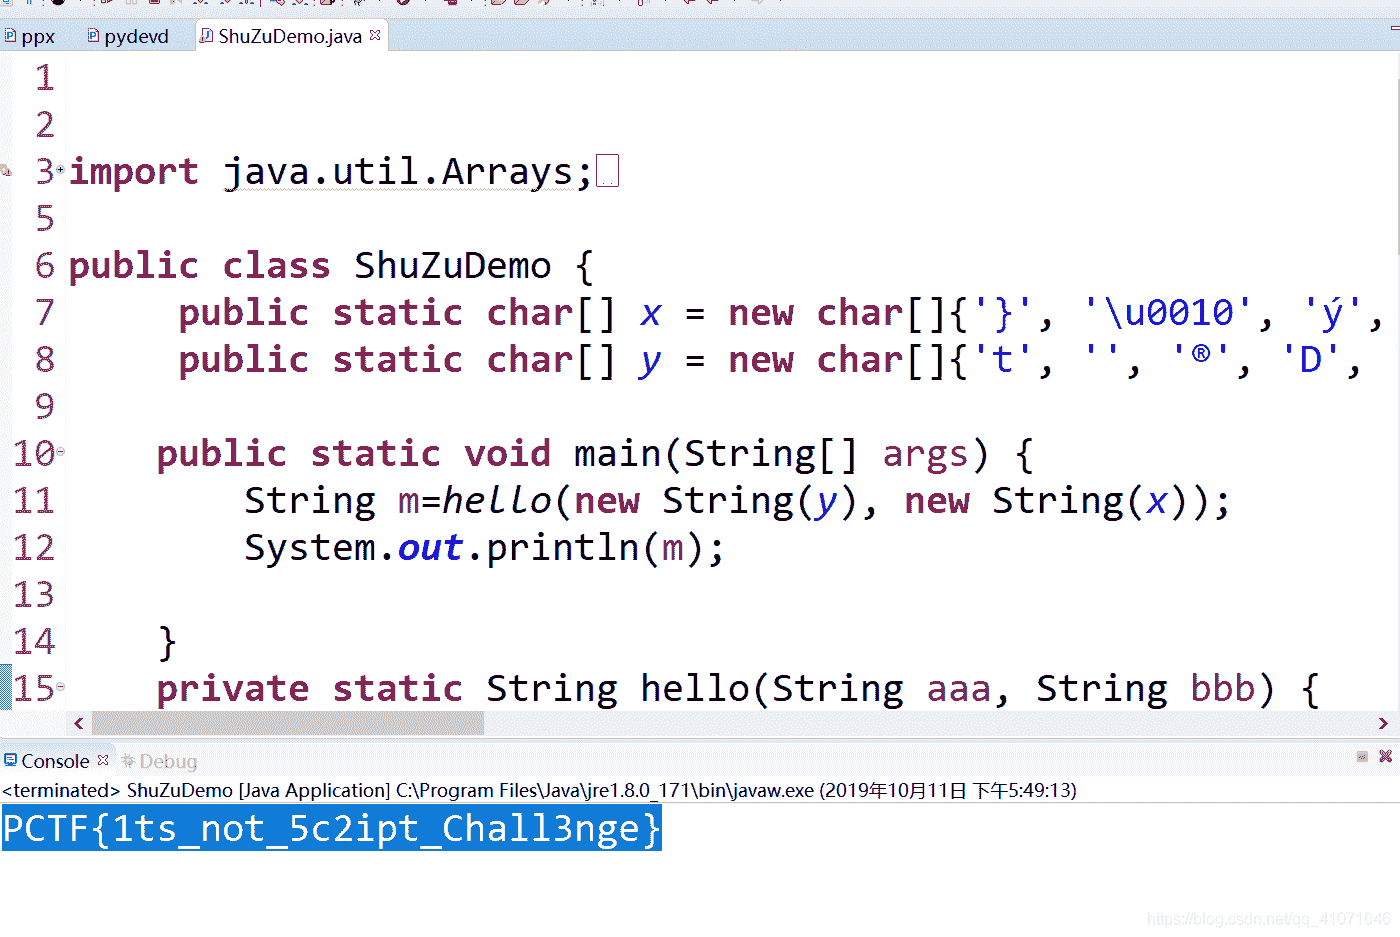 ppx pydevd ShuZuDemo.java
1
2
3 import java.util.Arrays;
5
6 public class ShuZuDemo {
7 public static char[] x = new char[]{'}', '\u0010', 'ý',
8 public static char[] y = new char[]{'t', '', '®', 'D',
9
10 public static void main(String[] args) {
11 String m=hello(new String(y), new String(x));
12 System.out.println(m);
13
14 }
15 private static String hello(String aaa, String bbb) {
Console Debug
<terminated> ShuZuDemo [Java Application] C:\Program Files\Java\jre1.8.0_171\bin\javaw.exe (2019年10月11日 下午5:49:13)
PCTF{1ts_not_5c2ipt_Chall3nge}
https://blog.csdn.net/qq_41071646